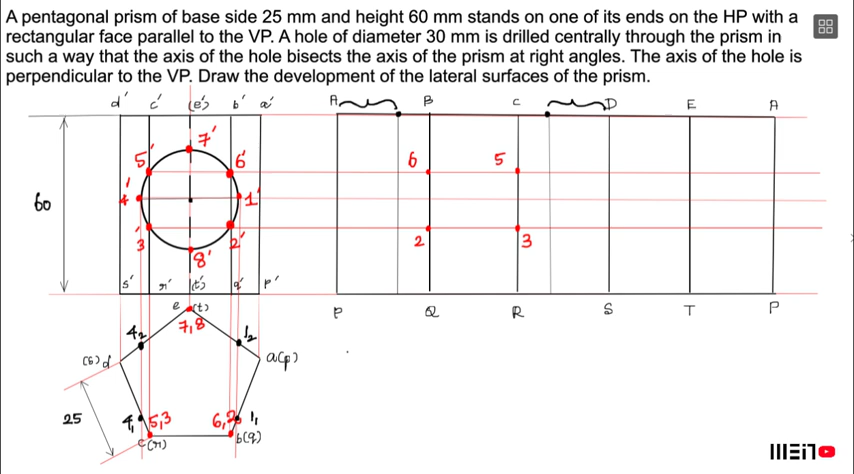 A pentagonal prism of base side 25 mm and height 60 mm stands on one of its ends on the HP with a
rectangular face parallel to the VP. A hole of diameter 30 mm is drilled centrally through the prism in
such a way that the axis of the hole bisects the axis of the prism at right angles. The axis of the hole is
perpendicular to the VP. Draw the development of the lateral surfaces of the prism.
d' c' (e') b' a' A B C D E A
7'
5' 6' 6 5
60 4' 1'
3' 2' 2 3
8'
s' r' (t') q' p'
P Q R S T P
e (t)
7,8
4₂ 1₂
(s) d a(p)
25 4₁ 5,3 6,2 1₁
c(r) b(q)